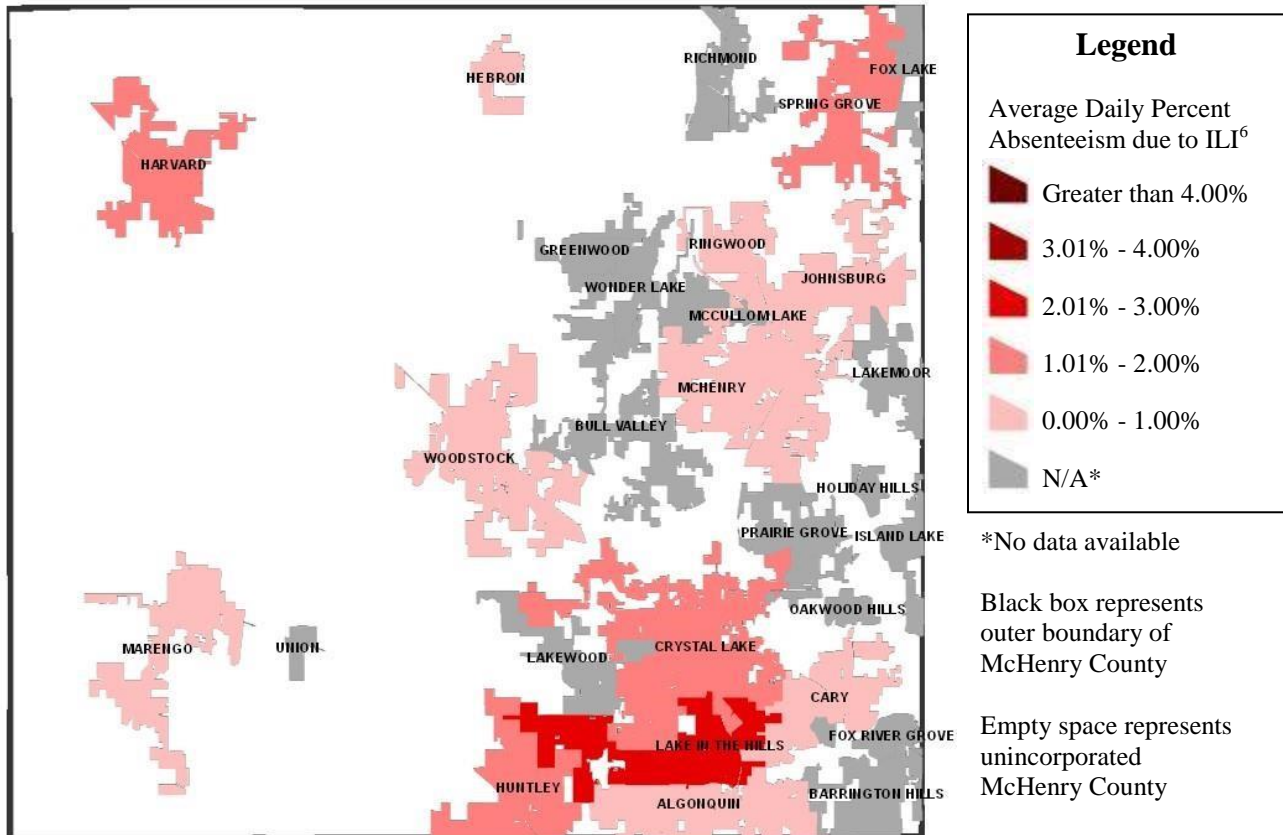 HEBRON
RICHMOND
FOX LAKE
SPRING GROVE
HARVARD
GREENWOOD
RINGWOOD
WONDER LAKE
JOHNSBURG
MCCULLOM LAKE
MCHENRY
LAKEMOOR
BULL VALLEY
WOODSTOCK
HOLIDAY HILLS
PRAIRIE GROVE
ISLAND LAKE
OAKWOOD HILLS
MARENGO
UNION
LAKEWOOD
CRYSTAL LAKE
CARY
FOX RIVER GROVE
LAKE IN THE HILLS
HUNTLEY
ALGONQUIN
BARRINGTON HILLS
Legend
Average Daily Percent
Absenteeism due to ILI⁶
Greater than 4.00%
3.01% - 4.00%
2.01% - 3.00%
1.01% - 2.00%
0.00% - 1.00%
N/A*
*No data available
Black box represents
outer boundary of
McHenry County
Empty space represents
unincorporated
McHenry County